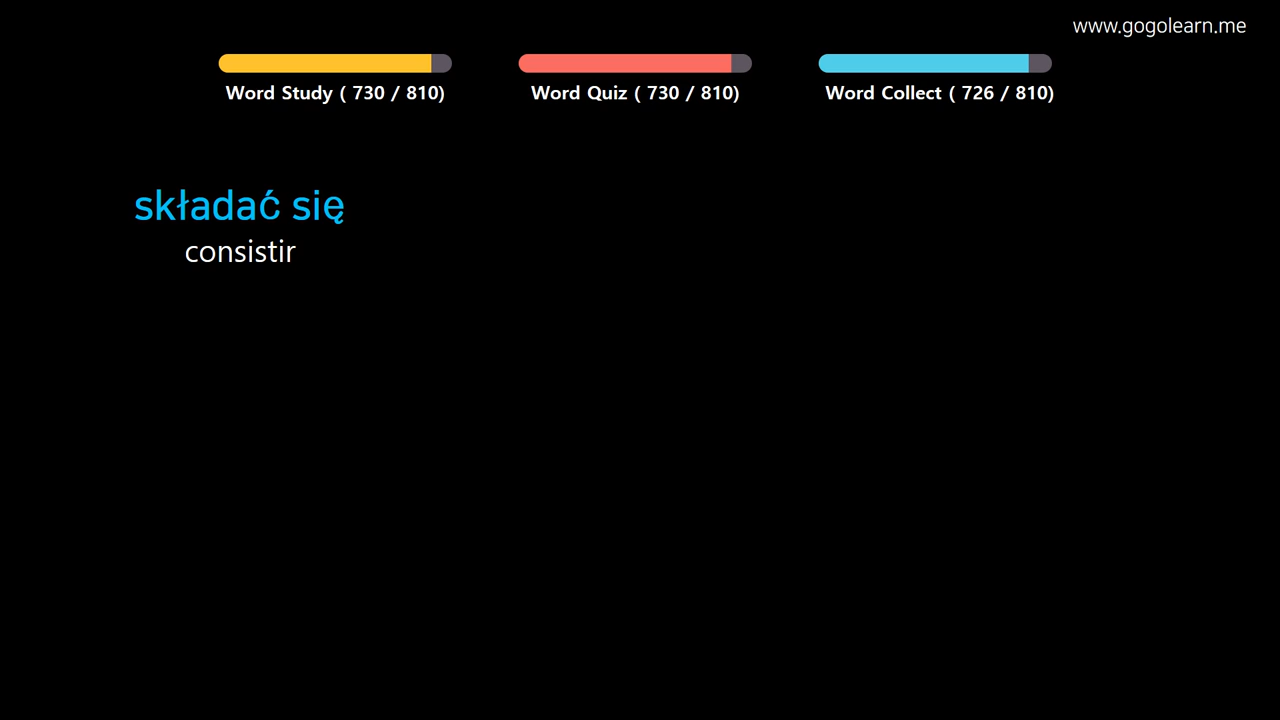 www.gogolearn.me
Word Study ( 730 / 810)
Word Quiz ( 730 / 810)
Word Collect ( 726 / 810)
składać się
consistir